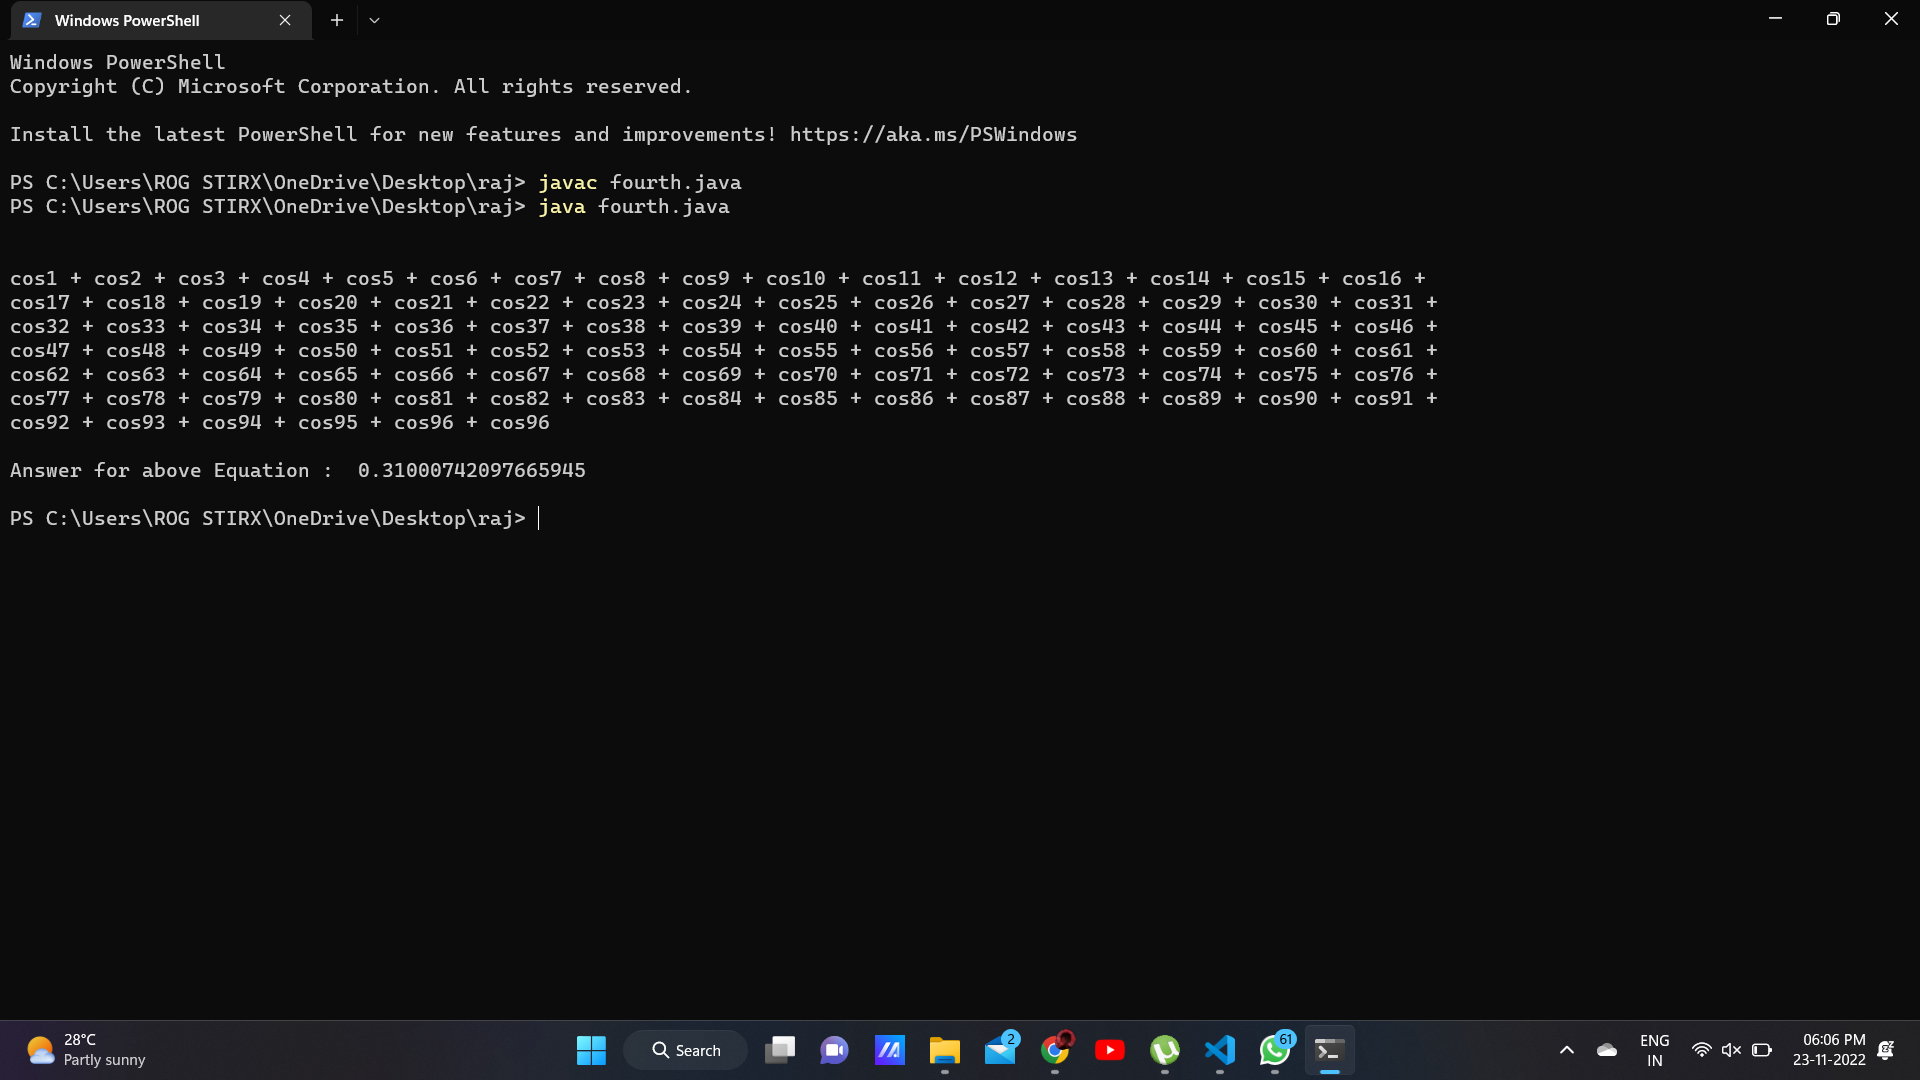 Windows PowerShell
Windows PowerShell
Copyright (C) Microsoft Corporation. All rights reserved.
Install the latest PowerShell for new features and improvements! https://aka.ms/PSWindows
PS C:\Users\ROG STIRX\OneDrive\Desktop\raj> javac fourth.java
PS C:\Users\ROG STIRX\OneDrive\Desktop\raj> java fourth.java
cos1 + cos2 + cos3 + cos4 + cos5 + cos6 + cos7 + cos8 + cos9 + cos10 + cos11 + cos12 + cos13 + cos14 + cos15 + cos16 +
cos17 + cos18 + cos19 + cos20 + cos21 + cos22 + cos23 + cos24 + cos25 + cos26 + cos27 + cos28 + cos29 + cos30 + cos31 +
cos32 + cos33 + cos34 + cos35 + cos36 + cos37 + cos38 + cos39 + cos40 + cos41 + cos42 + cos43 + cos44 + cos45 + cos46 +
cos47 + cos48 + cos49 + cos50 + cos51 + cos52 + cos53 + cos54 + cos55 + cos56 + cos57 + cos58 + cos59 + cos60 + cos61 +
cos62 + cos63 + cos64 + cos65 + cos66 + cos67 + cos68 + cos69 + cos70 + cos71 + cos72 + cos73 + cos74 + cos75 + cos76 +
cos77 + cos78 + cos79 + cos80 + cos81 + cos82 + cos83 + cos84 + cos85 + cos86 + cos87 + cos88 + cos89 + cos90 + cos91 +
cos92 + cos93 + cos94 + cos95 + cos96 + cos96
Answer for above Equation :  0.31000742097665945
PS C:\Users\ROG STIRX\OneDrive\Desktop\raj>
28°C
Partly sunny
Search
2
61
ENG
IN
06:06 PM
23-11-2022